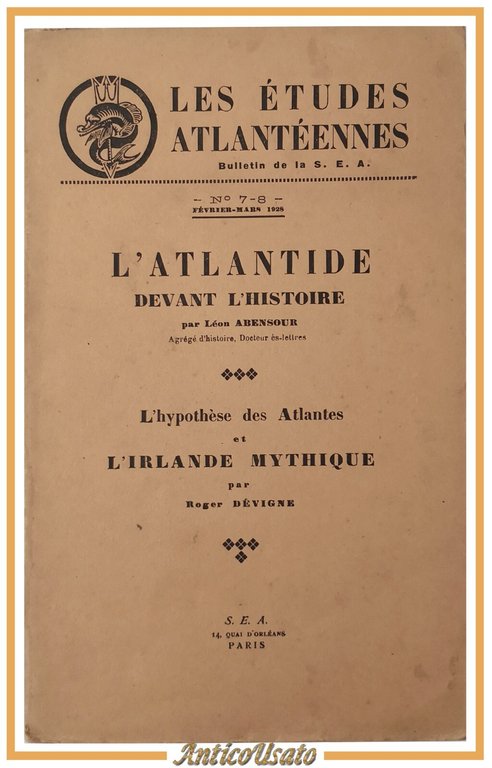 LES ÉTUDES
ATLANTÉENNES
Bulletin de la S. E. A.
- N° 7-8 -
FÉVRIER-MARS 1928
L'ATLANTIDE
DEVANT L'HISTOIRE
par Léon ABENSOUR
Agrégé d'histoire, Docteur ès-lettres
L'hypothèse des Atlantes
et
L'IRLANDE MYTHIQUE
par
Roger DÉVIGNE
S. E. A.
14, QUAI D'ORLÉANS
PARIS
AnticoUsato